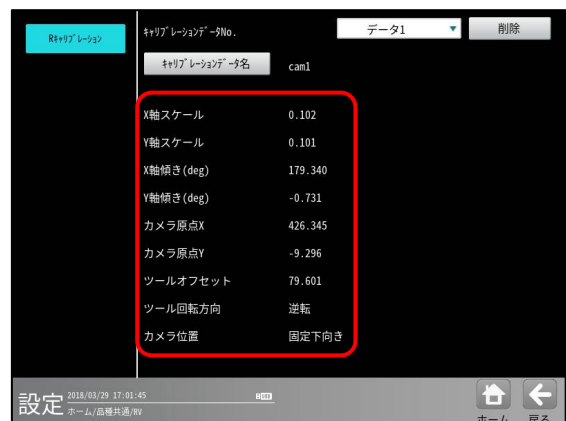 Rｷｬﾘﾌﾞﾚｰｼｮﾝ
ｷｬﾘﾌﾞﾚｰｼｮﾝﾃﾞｰﾀNo.
データ1
削除
ｷｬﾘﾌﾞﾚｰｼｮﾝﾃﾞｰﾀ名
cam1
X軸スケール 0.102
Y軸スケール 0.101
X軸傾き(deg) 179.340
Y軸傾き(deg) -0.731
カメラ原点X 426.345
カメラ原点Y -9.296
ツールオフセット 79.601
ツール回転方向 逆転
カメラ位置 固定下向き
設定
2018/03/29 17:01:45
ホーム/品種共通/RV
ホーム
戻る